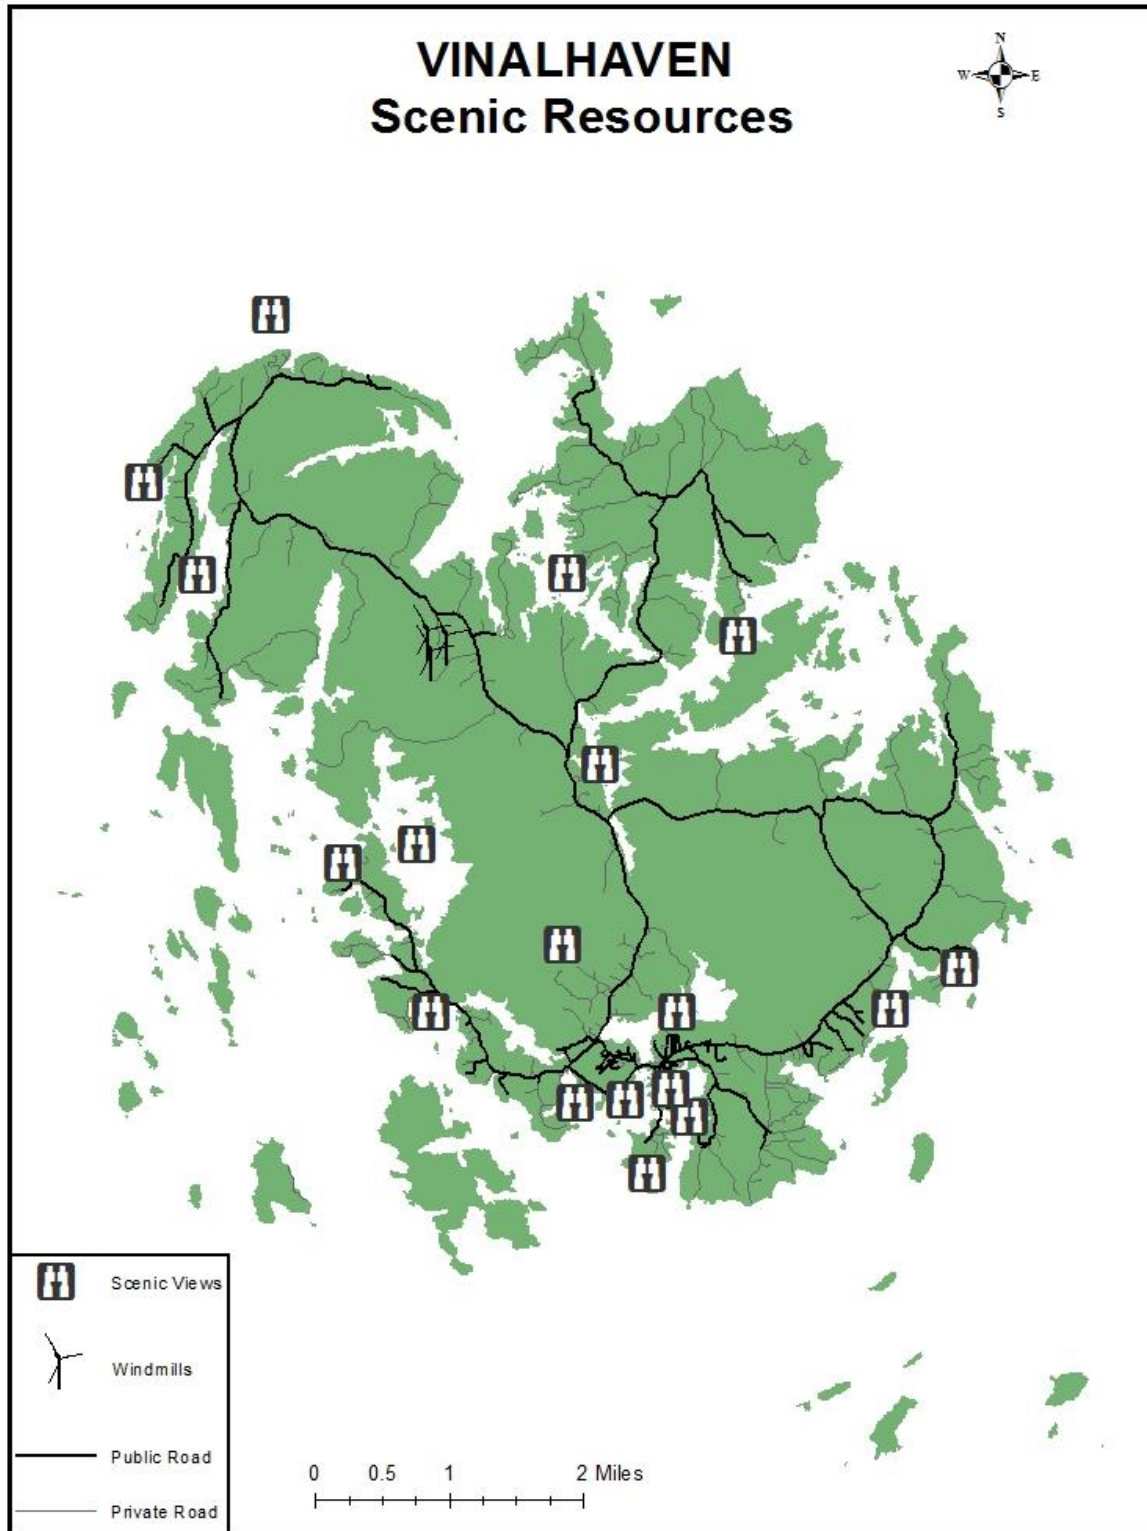 VINALHAVEN
Scenic Resources
N
W E
S
Scenic Views
Windmills
Public Road
Private Road
0 0.5 1 2 Miles